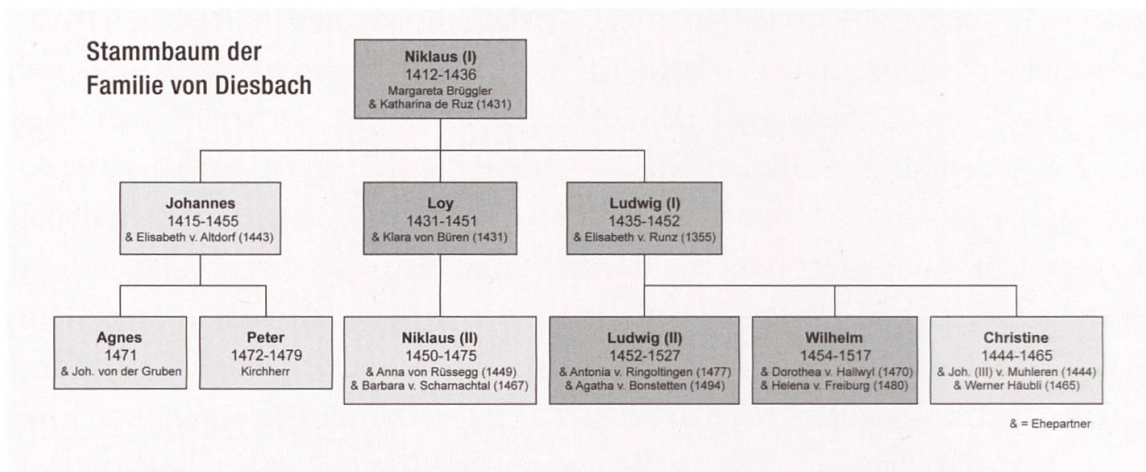 Stammbaum der
Familie von Diesbach
Niklaus (I)
1412-1436
Margareta Brüggler
& Katharina de Ruz (1431)
Johannes
1415-1455
& Elisabeth v. Altdorf (1443)
Loy
1431-1451
& Klara von Büren (1431)
Ludwig (I)
1435-1452
& Elisabeth v. Runz (1355)
Agnes
1471
& Joh. von der Gruben
Peter
1472-1479
Kirchherr
Niklaus (II)
1450-1475
& Anna von Rüssegg (1449)
& Barbara v. Scharnachtal (1467)
Ludwig (II)
1452-1527
& Antonía v. Ringoltingen (1477)
& Agatha v. Bonstetten (1494)
Wilhelm
1454-1517
& Dorothea v. Hallwyl (1470)
& Helena v. Freiburg (1480)
Christine
1444-1465
& Joh. (III) v. Muhleren (1444)
& Werner Häubli (1465)
& = Ehepartner